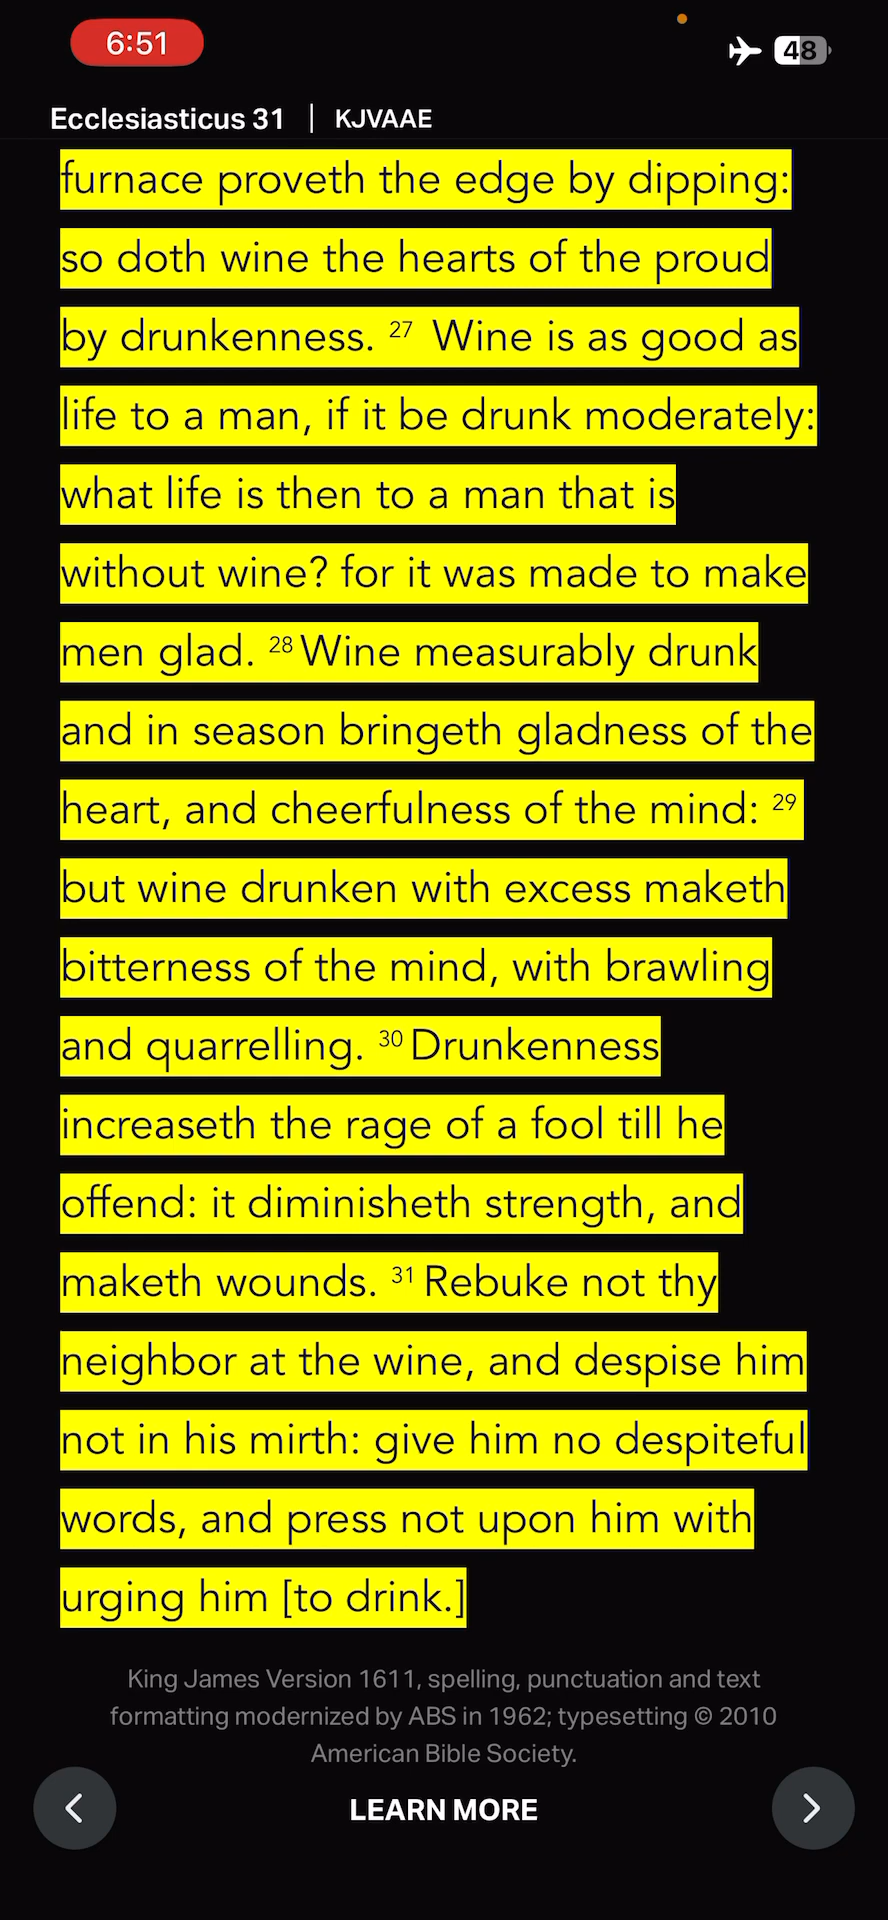 6:51
48
Ecclesiasticus 31 | KJVAAE
furnace proveth the edge by dipping:
so doth wine the hearts of the proud
by drunkenness. 27 Wine is as good as
life to a man, if it be drunk moderately:
what life is then to a man that is
without wine? for it was made to make
men glad. 28 Wine measurably drunk
and in season bringeth gladness of the
heart, and cheerfulness of the mind: 29
but wine drunken with excess maketh
bitterness of the mind, with brawling
and quarrelling. 30 Drunkenness
increaseth the rage of a fool till he
offend: it diminisheth strength, and
maketh wounds. 31 Rebuke not thy
neighbor at the wine, and despise him
not in his mirth: give him no despiteful
words, and press not upon him with
urging him [to drink.]
King James Version 1611, spelling, punctuation and text
formatting modernized by ABS in 1962; typesetting © 2010
American Bible Society.
LEARN MORE